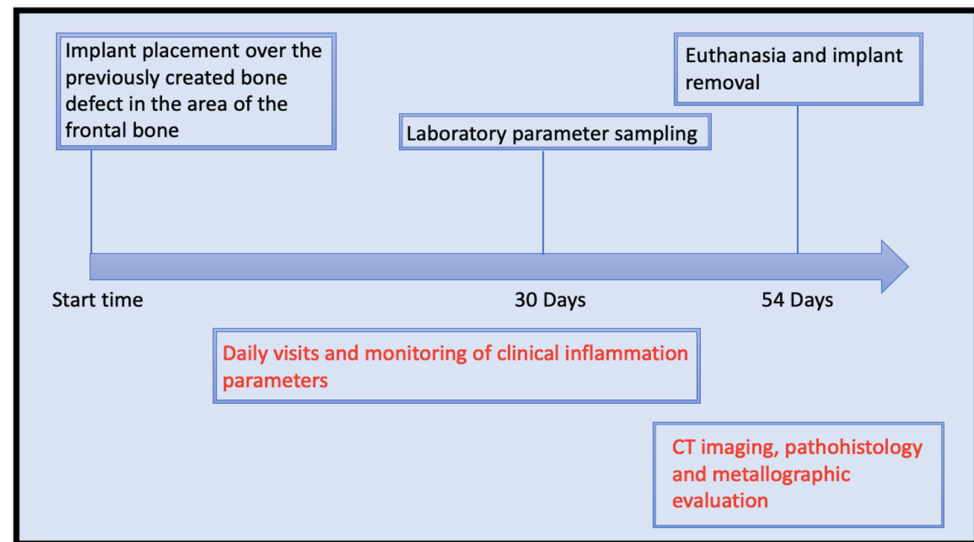 Implant placement over the
previously created bone
defect in the area of the
frontal bone
Euthanasia and implant
removal
Laboratory parameter sampling
Start time
30 Days
54 Days
Daily visits and monitoring of clinical inflammation
parameters
CT imaging, pathohistology
and metallographic
evaluation